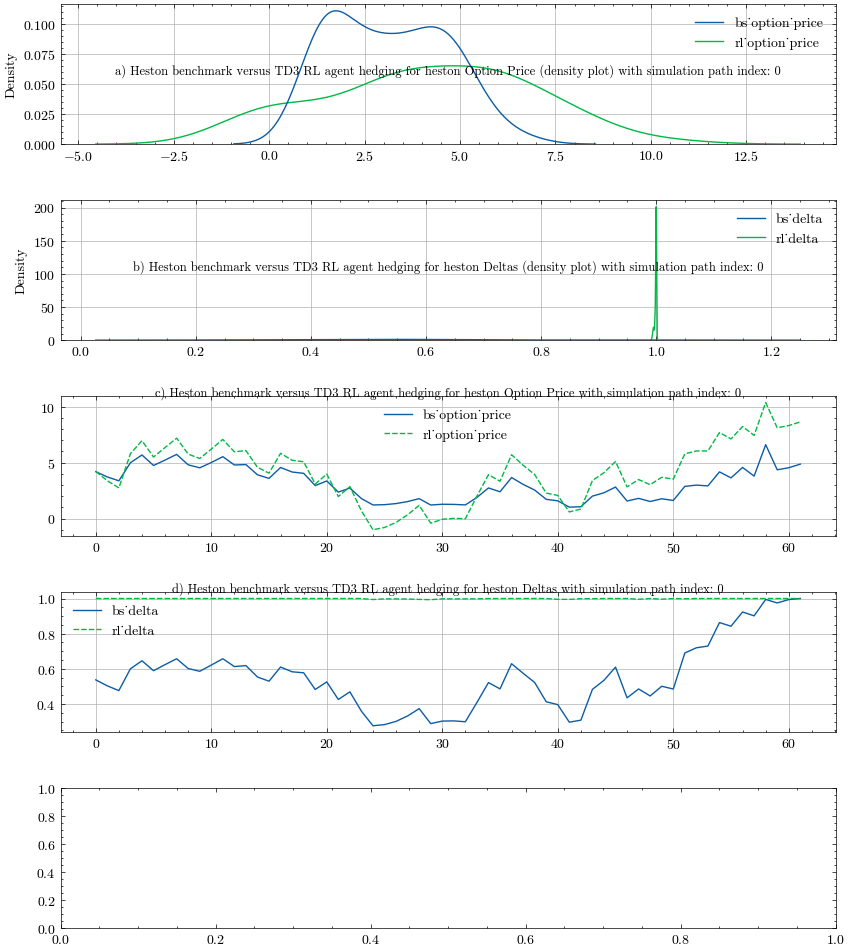 bs˙option˙price
rl˙option˙price
Density
a) Heston benchmark versus TD3 RL agent hedging for heston Option Price (density plot) with simulation path index: 0
0.100
0.075
0.050
0.025
0.000
−5.0 −2.5 0.0 2.5 5.0 7.5 10.0 12.5
bs˙delta
rl˙delta
Density
b) Heston benchmark versus TD3 RL agent hedging for heston Deltas (density plot) with simulation path index: 0
200
150
100
50
0
0.0 0.2 0.4 0.6 0.8 1.0 1.2
c) Heston benchmark versus TD3 RL agent hedging for heston Option Price with simulation path index: 0
bs˙option˙price
rl˙option˙price
10
5
0
0 10 20 30 40 50 60
d) Heston benchmark versus TD3 RL agent hedging for heston Deltas with simulation path index: 0
bs˙delta
rl˙delta
1.0
0.8
0.6
0.4
0 10 20 30 40 50 60
1.0
0.8
0.6
0.4
0.2
0.0
0.0 0.2 0.4 0.6 0.8 1.0